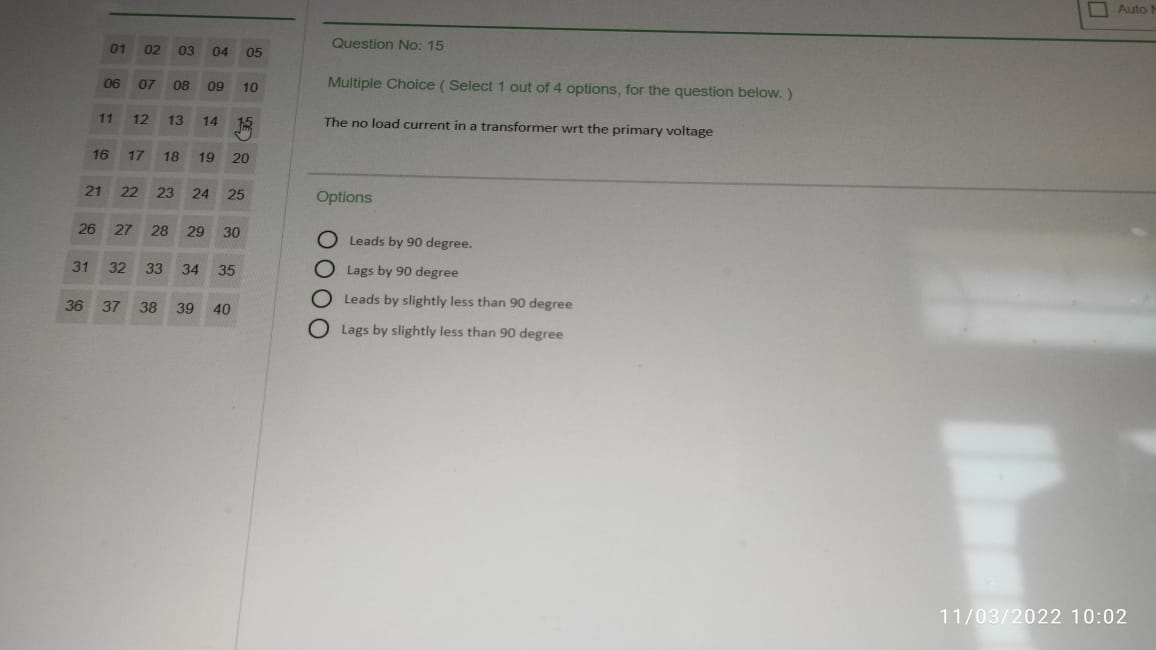 Auto
01 02 03 04 05
06 07 08 09 10
11 12 13 14 15
16 17 18 19 20
21 22 23 24 25
26 27 28 29 30
31 32 33 34 35
36 37 38 39 40
Question No: 15
Multiple Choice ( Select 1 out of 4 options, for the question below. )
The no load current in a transformer wrt the primary voltage
Options
Leads by 90 degree.
Lags by 90 degree
Leads by slightly less than 90 degree
Lags by slightly less than 90 degree
11/03/2022 10:02